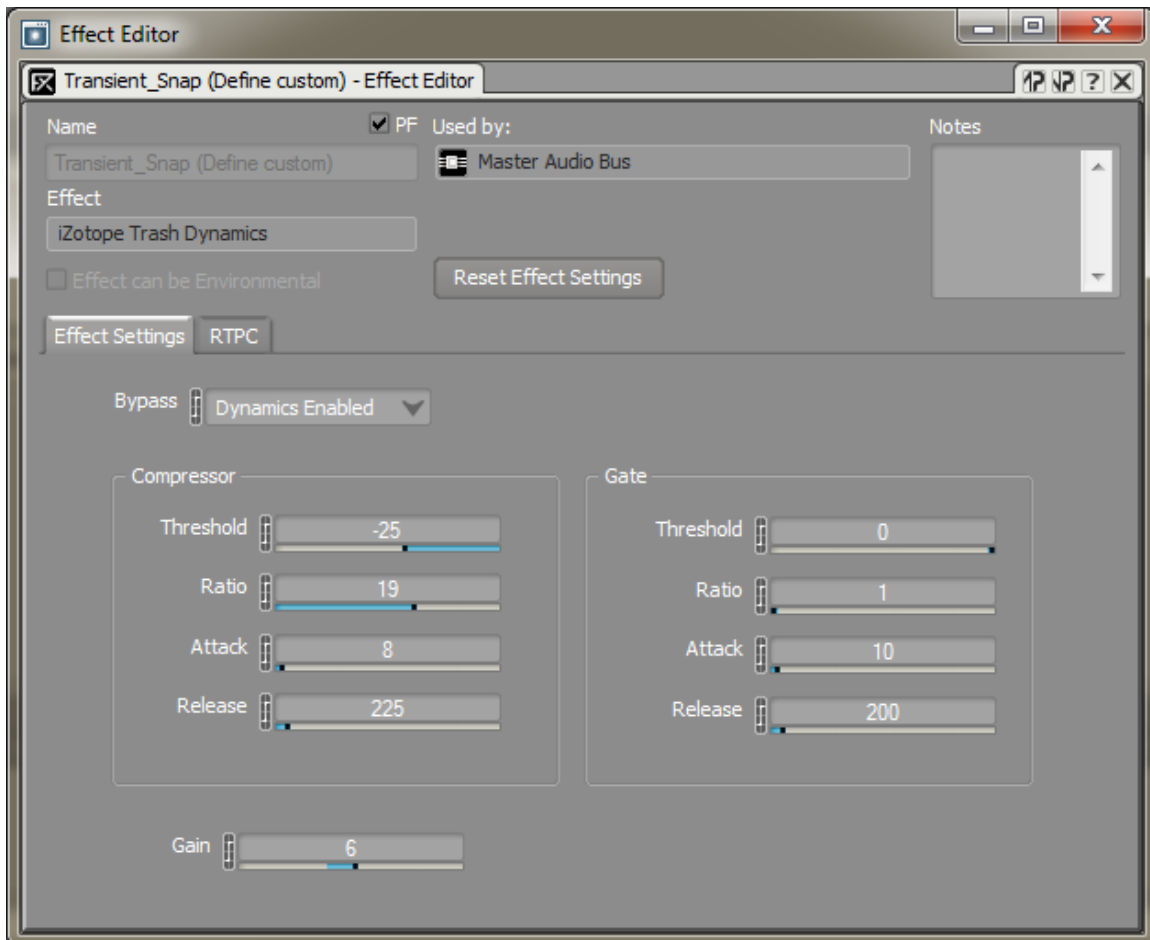 Effect Editor
Transient_Snap (Define custom) - Effect Editor
Name
PF
Used by:
Notes
Transient_Snap (Define custom)
Master Audio Bus
Effect
iZotope Trash Dynamics
Effect can be Environmental
Reset Effect Settings
Effect Settings
RTPC
Bypass
Dynamics Enabled
Compressor
Threshold -25
Ratio 19
Attack 8
Release 225
Gate
Threshold 0
Ratio 1
Attack 10
Release 200
Gain 6